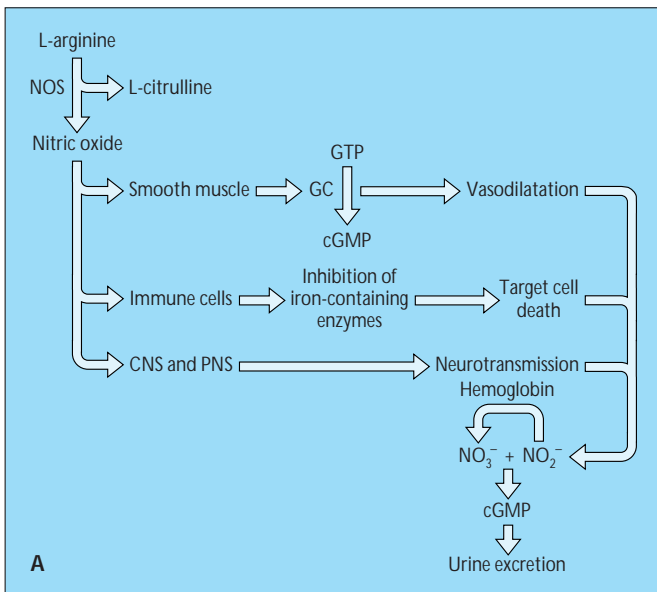 L-arginine
NOS
L-citrulline
Nitric oxide
GTP
Smooth muscle
GC
Vasodilatation
cGMP
Inhibition of
iron-containing
enzymes
Immune cells
Target cell
death
CNS and PNS
Neurotransmission
Hemoglobin
NO₃⁻ + NO₂⁻
cGMP
Urine excretion
A